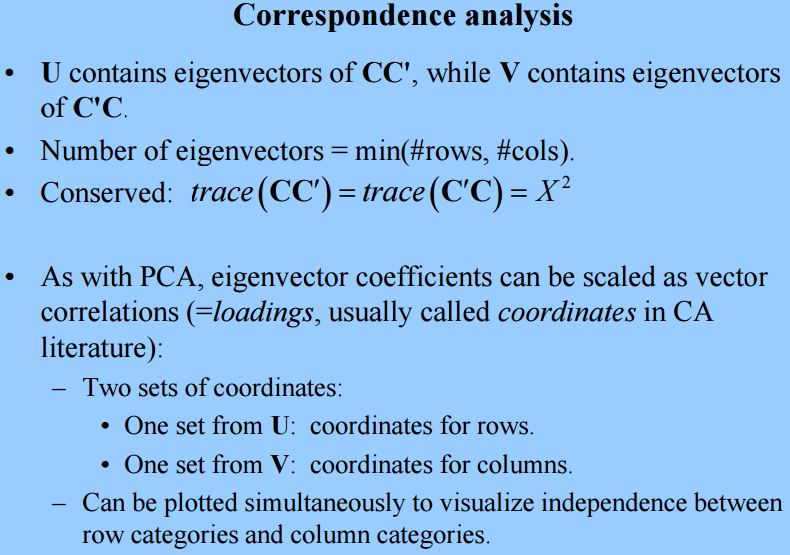 Correspondence analysis
• U contains eigenvectors of CC', while V contains eigenvectors
of C'C.
• Number of eigenvectors = min(#rows, #cols).
• Conserved: trace(CC′) = trace(C′C) = X²
• As with PCA, eigenvector coefficients can be scaled as vector
correlations (=loadings, usually called coordinates in CA
literature):
– Two sets of coordinates:
• One set from U: coordinates for rows.
• One set from V: coordinates for columns.
– Can be plotted simultaneously to visualize independence between
row categories and column categories.